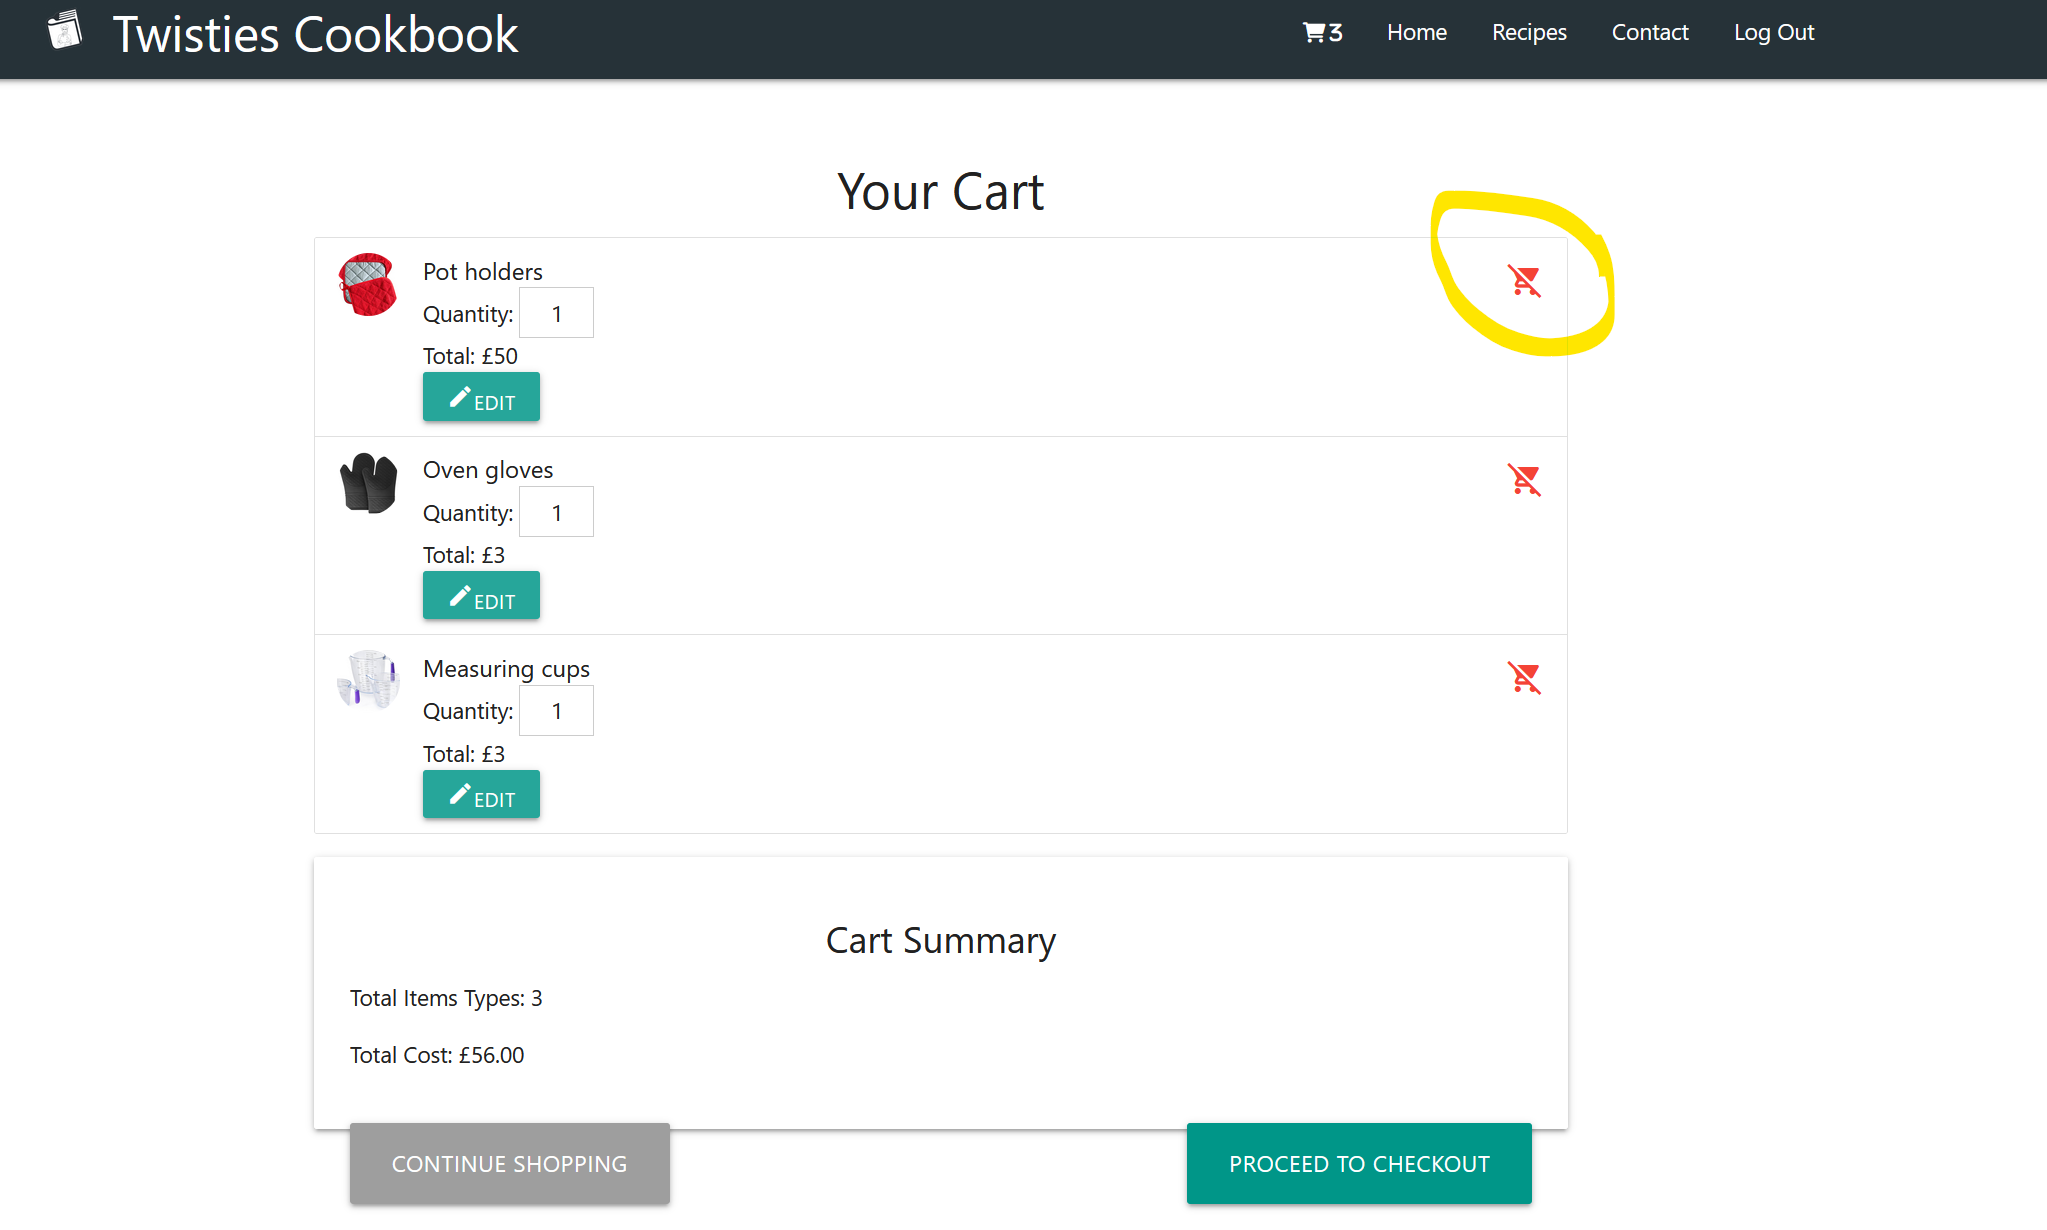 Twisties Cookbook
3 Home Recipes Contact Log Out
Your Cart
Pot holders
Quantity: 1
Total: £50
EDIT
Oven gloves
Quantity: 1
Total: £3
EDIT
Measuring cups
Quantity: 1
Total: £3
EDIT
Cart Summary
Total Items Types: 3
Total Cost: £56.00
CONTINUE SHOPPING
PROCEED TO CHECKOUT